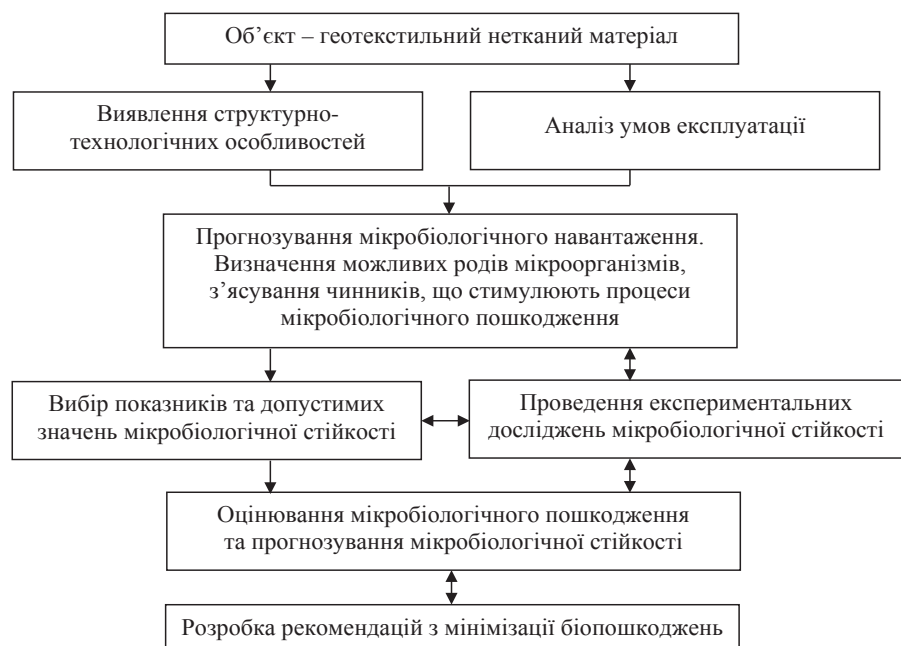 Об’єкт – геотекстильний нетканий матеріал
Виявлення структурно-
технологічних особливостей
Аналіз умов експлуатації
Прогнозування мікробіологічного навантаження.
Визначення можливих родів мікроорганізмів,
з’ясування чинників, що стимулюють процеси
мікробіологічного пошкодження
Вибір показників та допустимих
значень мікробіологічної стійкості
Проведення експериментальних
досліджень мікробіологічної стійкості
Оцінювання мікробіологічного пошкодження
та прогнозування мікробіологічної стійкості
Розробка рекомендацій з мінімізації біопошкоджень